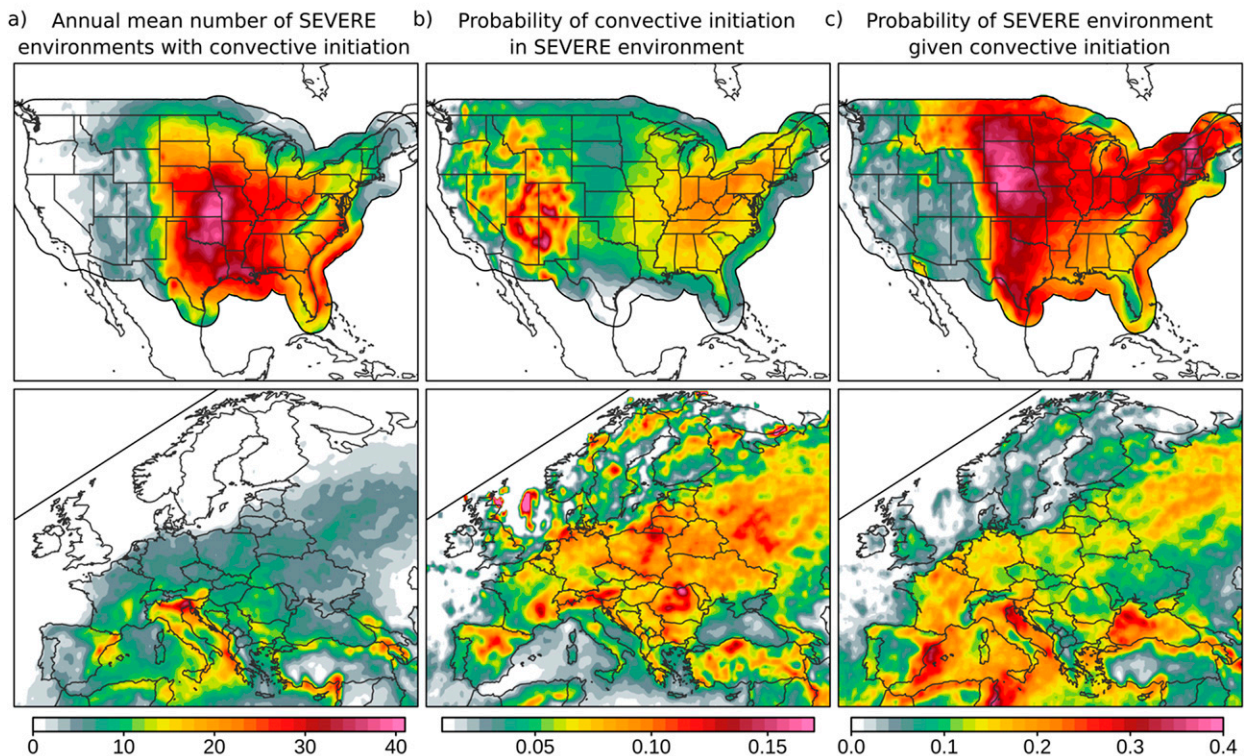 a) Annual mean number of SEVERE
environments with convective initiation
b) Probability of convective initiation
in SEVERE environment
c) Probability of SEVERE environment
given convective initiation
0 10 20 30 40
0.05 0.10 0.15
0.0 0.1 0.2 0.3 0.4